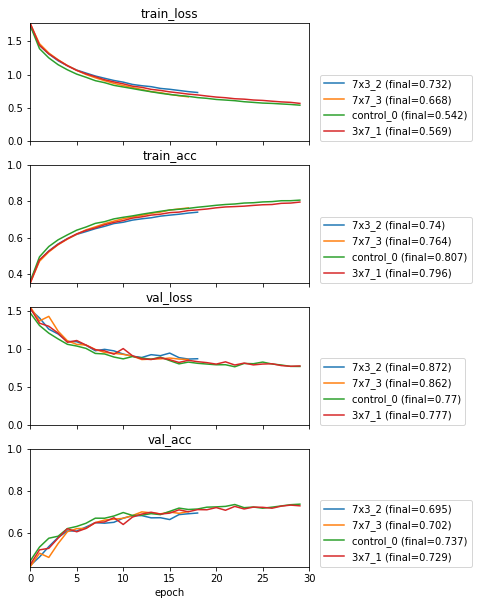 train_loss
1.5
1.0
0.5
0.0
7x3_2 (final=0.732)
7x7_3 (final=0.668)
control_0 (final=0.542)
3x7_1 (final=0.569)
train_acc
1.0
0.8
0.6
0.4
7x3_2 (final=0.74)
7x7_3 (final=0.764)
control_0 (final=0.807)
3x7_1 (final=0.796)
val_loss
1.5
1.0
0.5
0.0
7x3_2 (final=0.872)
7x7_3 (final=0.862)
control_0 (final=0.77)
3x7_1 (final=0.777)
val_acc
1.0
0.8
0.6
7x3_2 (final=0.695)
7x7_3 (final=0.702)
control_0 (final=0.737)
3x7_1 (final=0.729)
0 5 10 15 20 25 30
epoch